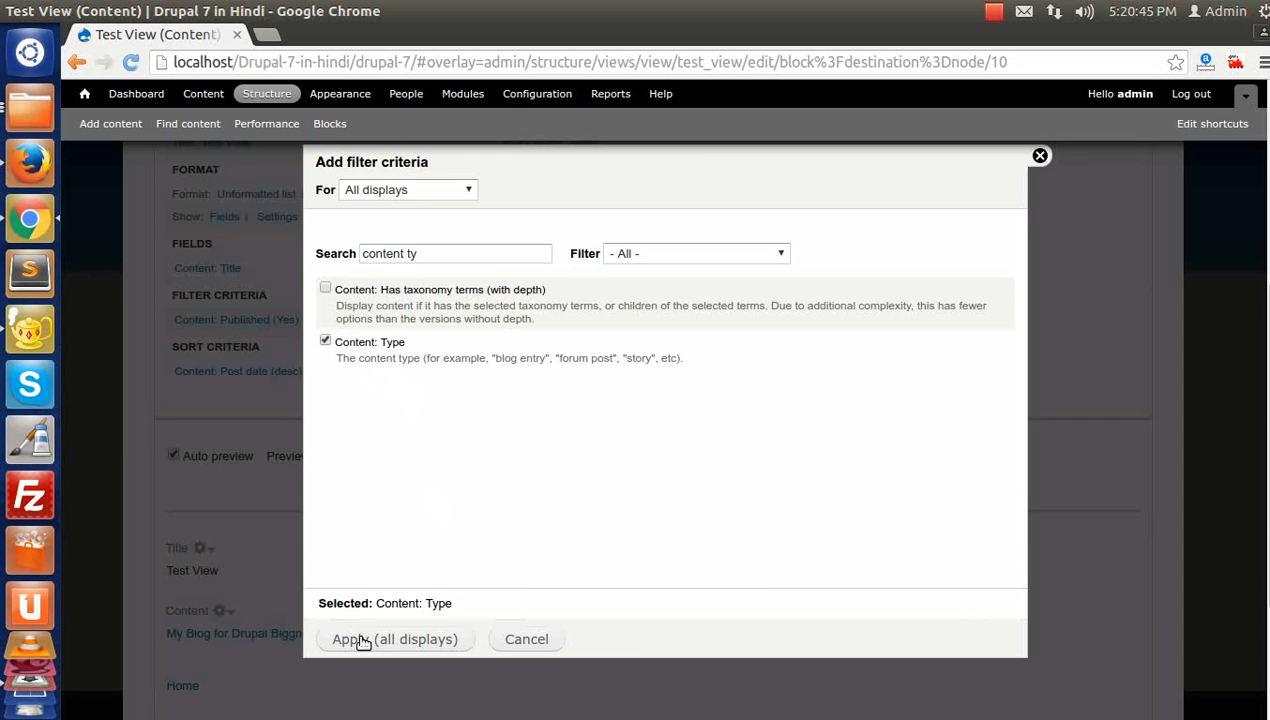 Test View (Content) | Drupal 7 in Hindi - Google Chrome
5:20:45 PM
Admin
Test View (Content)
localhost/Drupal-7-in-hindi/drupal-7/#overlay=admin/structure/views/view/test_view/edit/block%3Fdestination%3Dnode/10
Dashboard Content Structure Appearance People Modules Configuration Reports Help Hello admin Log out
Add content Find content Performance Blocks Edit shortcuts
Add filter criteria
For All displays
FORMAT
Format: Unformatted list
Show: Fields | Settings
FIELDS
Content: Title
FILTER CRITERIA
Content: Published (Yes)
SORT CRITERIA
Content: Post date (desc)
Search content ty Filter - All -
Content: Has taxonomy terms (with depth)
Display content if it has the selected taxonomy terms, or children of the selected terms. Due to additional complexity, this has fewer
options than the versions without depth.
Content: Type
The content type (for example, "blog entry", "forum post", "story", etc).
Auto preview
Title
Test View
Content
My Blog for Drupal
Home
Selected: Content: Type
Apply (all displays) Cancel